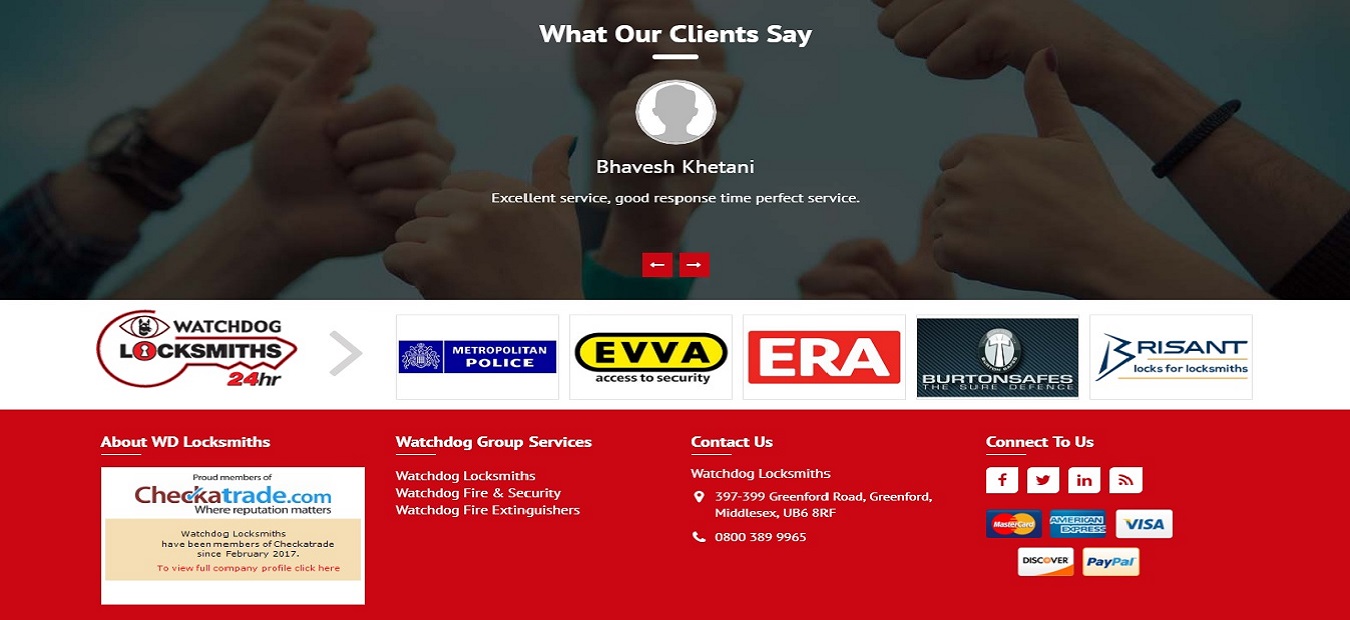 What Our Clients Say
Bhavesh Khetani
Excellent service, good response time perfect service.
WATCHDOG
LOCKSMITHS
24hr
METROPOLITAN
POLICE
EVVA
access to security
ERA
BURTON SAFES
BURTONSAFES
THE SURE DEFENCE
BRISANT
locks for locksmiths
About WD Locksmiths
Proud members of
Checkatrade.com
Where reputation matters
Watchdog Locksmiths
have been members of Checkatrade
since February 2017.
To view full company profile click here
Watchdog Group Services
Watchdog Locksmiths
Watchdog Fire & Security
Watchdog Fire Extinguishers
Contact Us
Watchdog Locksmiths
397-399 Greenford Road, Greenford,
Middlesex, UB6 8RF
0800 389 9965
Connect To Us
f
in
MasterCard
AMERICAN
EXPRESS
VISA
DISCOVER
PayPal